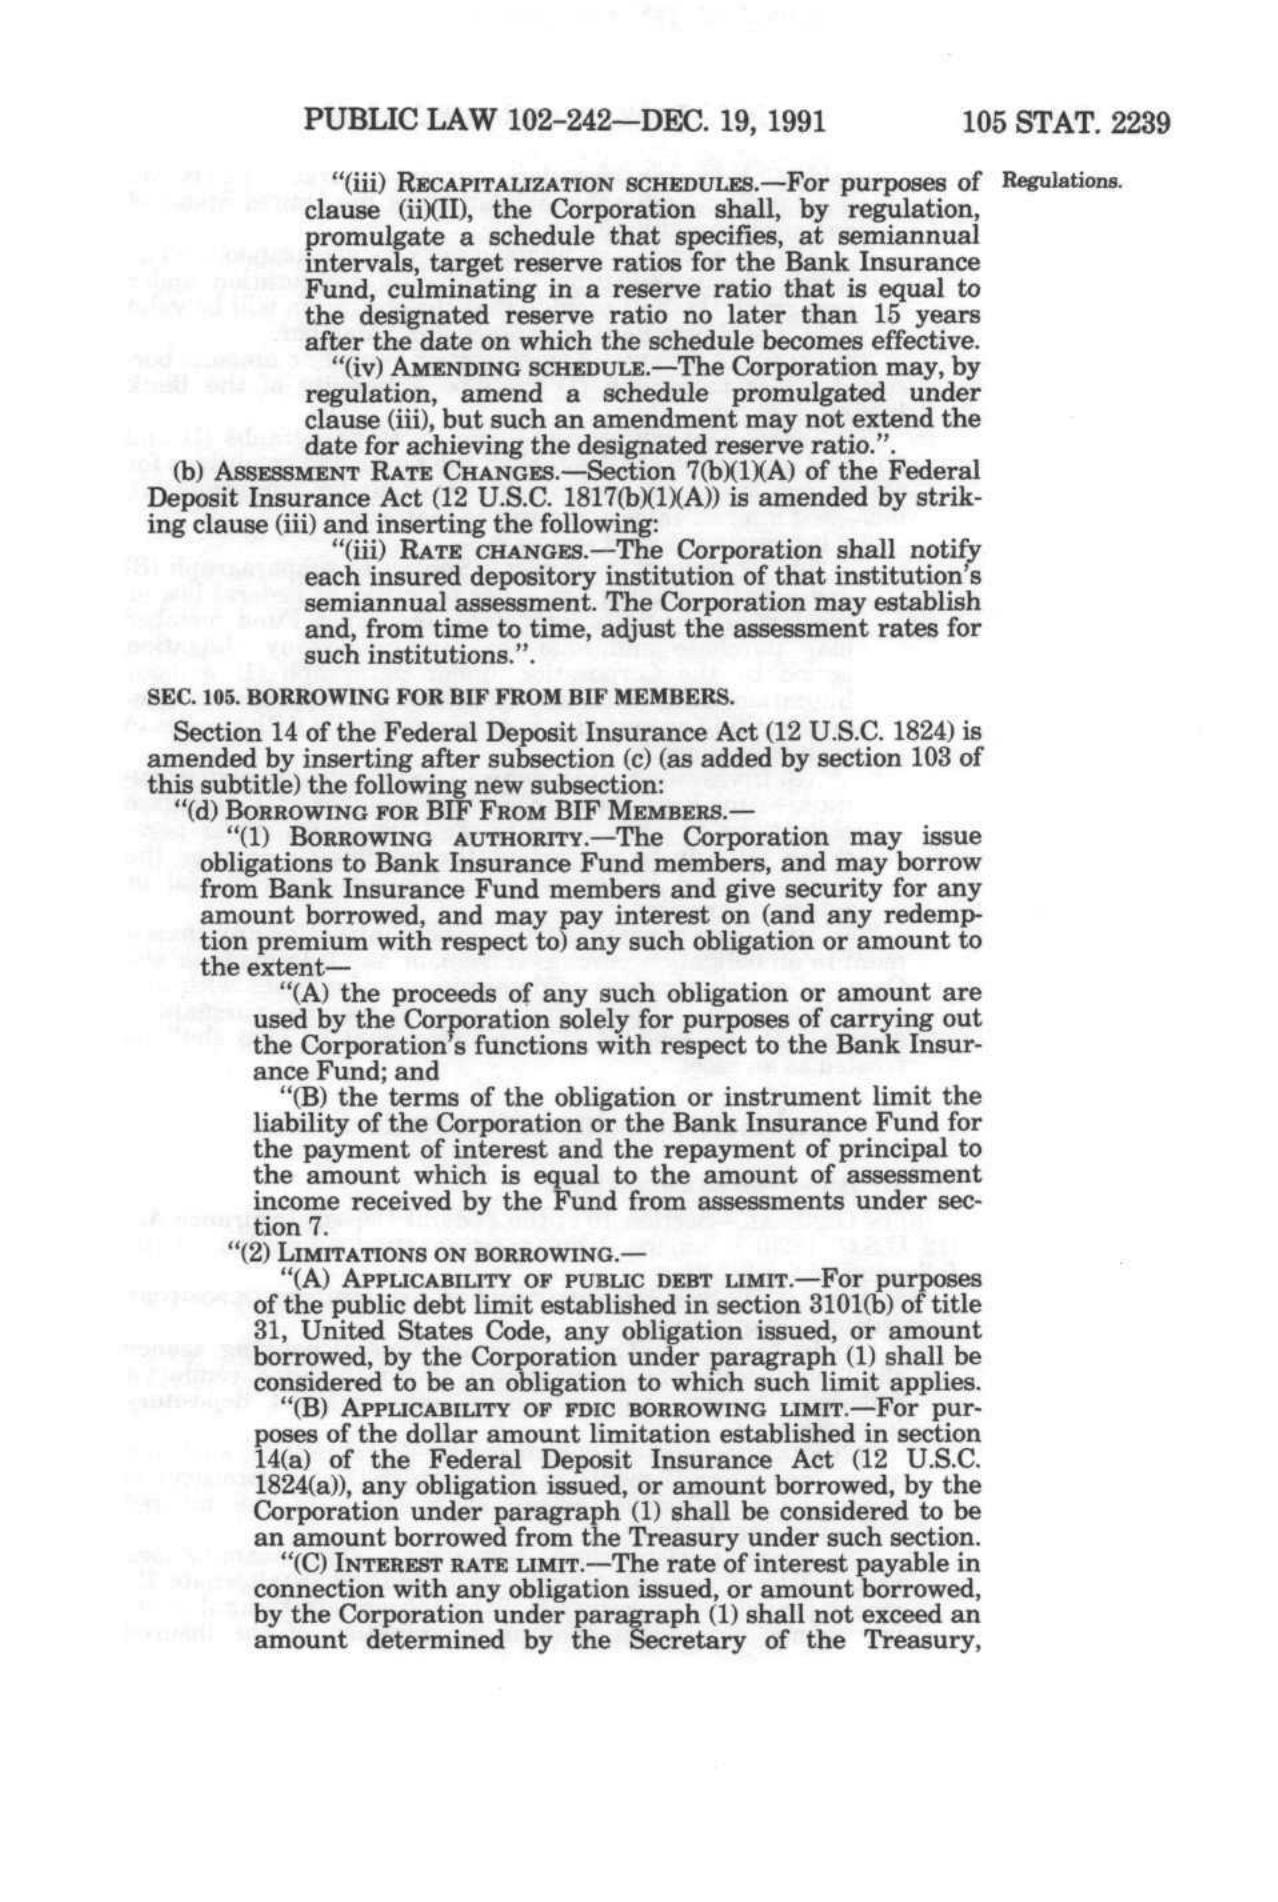 PUBLIC LAW 102-242—DEC. 19, 1991 105 STAT. 2239
"(iii) RECAPITALIZATION SCHEDULES.—For purposes of Regulations.
clause (ii)(II), the Corporation shall, by regulation,
promulgate a schedule that specifies, at semiannual
intervals, target reserve ratios for the Bank Insurance
Fund, culminating in a reserve ratio that is equal to
the designated reserve ratio no later than 15 years
after the date on which the schedule becomes effective.
"(iv) AMENDING SCHEDULE.—The Corporation may, by
regulation, amend a schedule promulgated under
clause (iii), but such an amendment may not extend the
date for achieving the designated reserve ratio.".
(b) ASSESSMENT RATE CHANGES.—Section 7(b)(1)(A) of the Federal
Deposit Insurance Act (12 U.S.C. 1817(b)(1)(A)) is amended by strik-
ing clause (iii) and inserting the following:
"(iii) RATE CHANGES.—The Corporation shall notify
each insured depository institution of that institution's
semiannual assessment. The Corporation may establish
and, from time to time, adjust the assessment rates for
such institutions.".
SEC. 105. BORROWING FOR BIF FROM BIF MEMBERS.
Section 14 of the Federal Deposit Insurance Act (12 U.S.C. 1824) is
amended by inserting after subsection (c) (as added by section 103 of
this subtitle) the following new subsection:
"(d) BORROWING FOR BIF FROM BIF MEMBERS.—
"(1) BORROWING AUTHORITY.—The Corporation may issue
obligations to Bank Insurance Fund members, and may borrow
from Bank Insurance Fund members and give security for any
amount borrowed, and may pay interest on (and any redemp-
tion premium with respect to) any such obligation or amount to
the extent—
"(A) the proceeds of any such obligation or amount are
used by the Corporation solely for purposes of carrying out
the Corporation's functions with respect to the Bank Insur-
ance Fund; and
"(B) the terms of the obligation or instrument limit the
liability of the Corporation or the Bank Insurance Fund for
the payment of interest and the repayment of principal to
the amount which is equal to the amount of assessment
income received by the Fund from assessments under sec-
tion 7.
"(2) LIMITATIONS ON BORROWING.—
"(A) APPLICABILITY OF PUBLIC DEBT LIMIT.—For purposes
of the public debt limit established in section 3101(b) of title
31, United States Code, any obligation issued, or amount
borrowed, by the Corporation under paragraph (1) shall be
considered to be an obligation to which such limit applies.
"(B) APPLICABILITY OF FDIC BORROWING LIMIT.—For pur-
poses of the dollar amount limitation established in section
14(a) of the Federal Deposit Insurance Act (12 U.S.C.
1824(a)), any obligation issued, or amount borrowed, by the
Corporation under paragraph (1) shall be considered to be
an amount borrowed from the Treasury under such section.
"(C) INTEREST RATE LIMIT.—The rate of interest payable in
connection with any obligation issued, or amount borrowed,
by the Corporation under paragraph (1) shall not exceed an
amount determined by the Secretary of the Treasury,